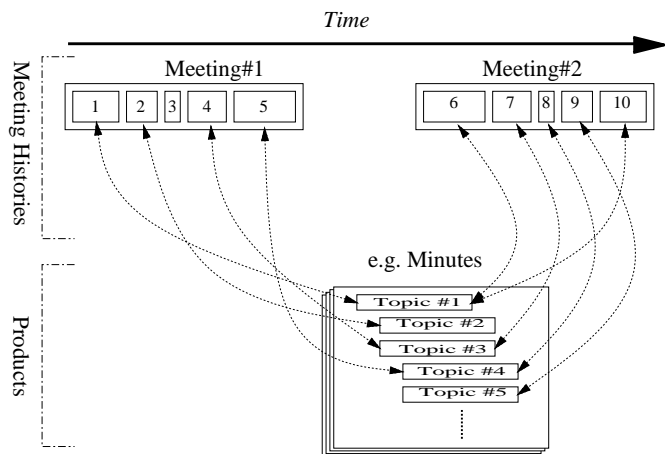 Time
Meeting#1
Meeting#2
1 2 3 4 5
6 7 8 9 10
Meeting Histories
e.g. Minutes
Topic #1
Topic #2
Topic #3
Topic #4
Topic #5
Products